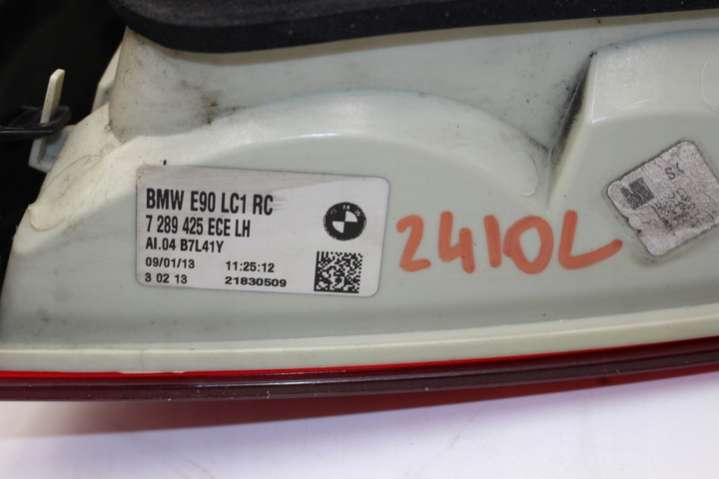 BMW E90 LC1 RC
7 289 425 ECE LH
AI.04 B7L41Y
09/01/13 11:25:12
3 02 13 21830509
2410L
SX